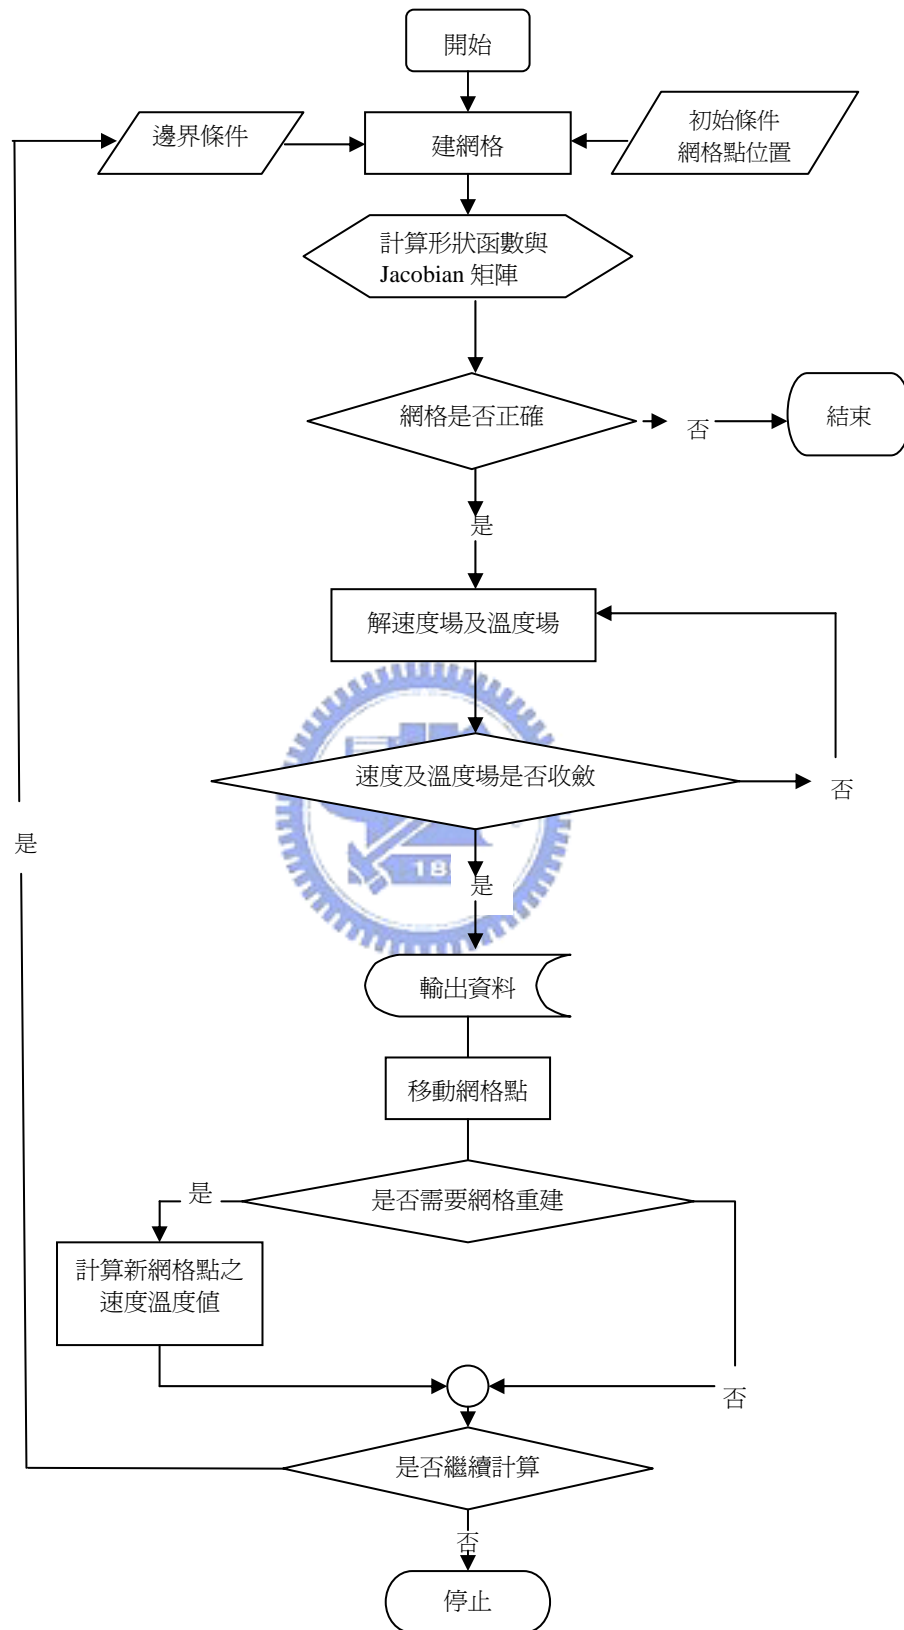 開始
邊界條件
建網格
初始條件
網格點位置
計算形狀函數與
Jacobian 矩陣
網格是否正確
否
結束
是
解速度場及溫度場
速度及溫度場是否收斂
否
是
18
是
輸出資料
移動網格點
是否需要網格重建
是
計算新網格點之
速度溫度值
否
是否繼續計算
否
停止